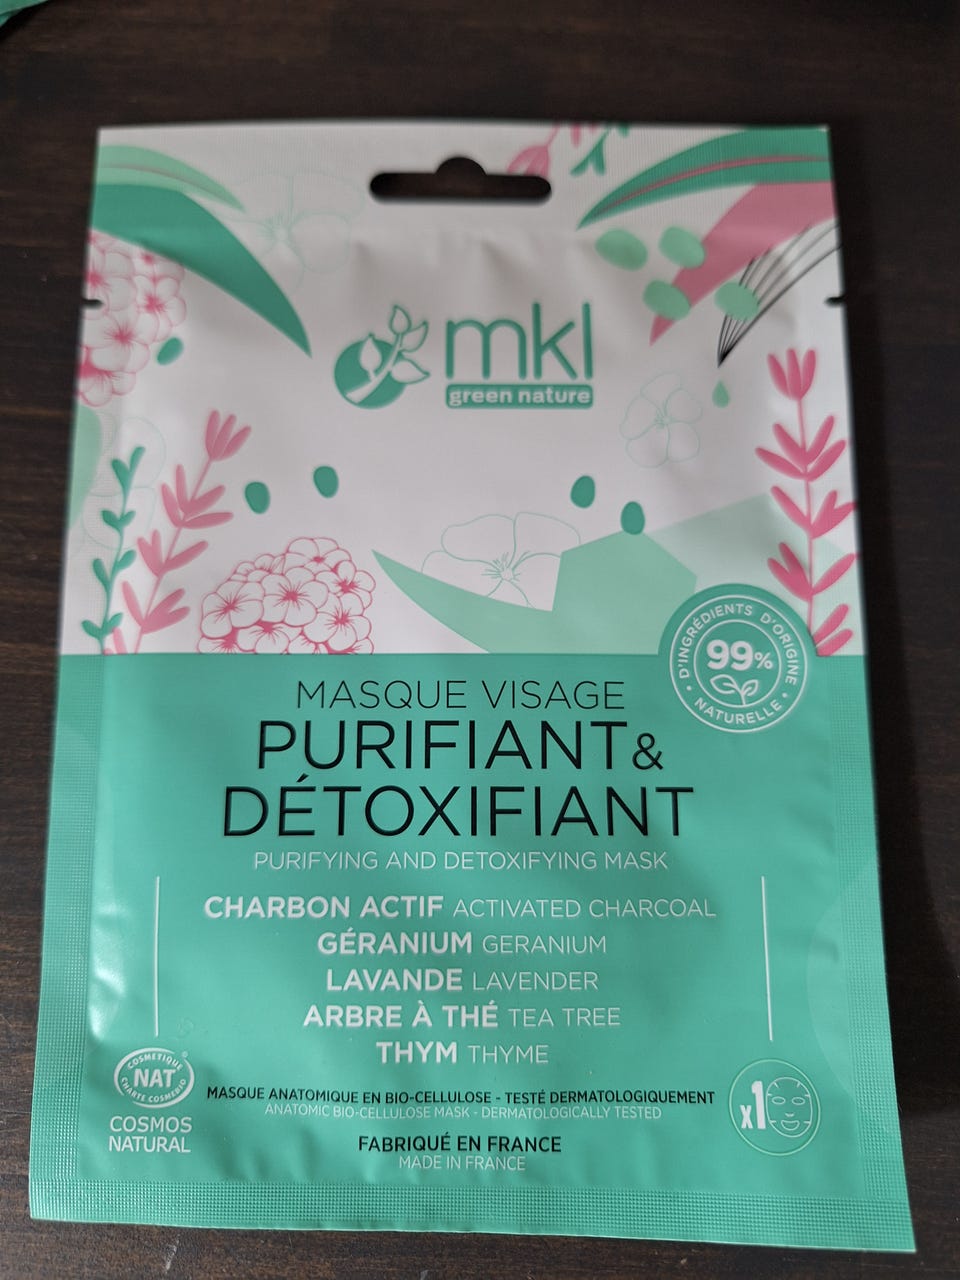 mkl
green nature
D'INGRÉDIENTS D'ORIGINE
99%
NATURELLE
MASQUE VISAGE
PURIFIANT &
DÉTOXIFIANT
PURIFYING AND DETOXIFYING MASK
CHARBON ACTIF ACTIVATED CHARCOAL
GÉRANIUM GERANIUM
LAVANDE LAVENDER
ARBRE À THÉ TEA TREE
THYM THYME
COSMETIQUE
NAT
CHARTE COSMEBIO
®
COSMOS
NATURAL
MASQUE ANATOMIQUE EN BIO-CELLULOSE - TESTÉ DERMATOLOGIQUEMENT
ANATOMIC BIO-CELLULOSE MASK - DERMATOLOGICALLY TESTED
FABRIQUÉ EN FRANCE
MADE IN FRANCE
x1